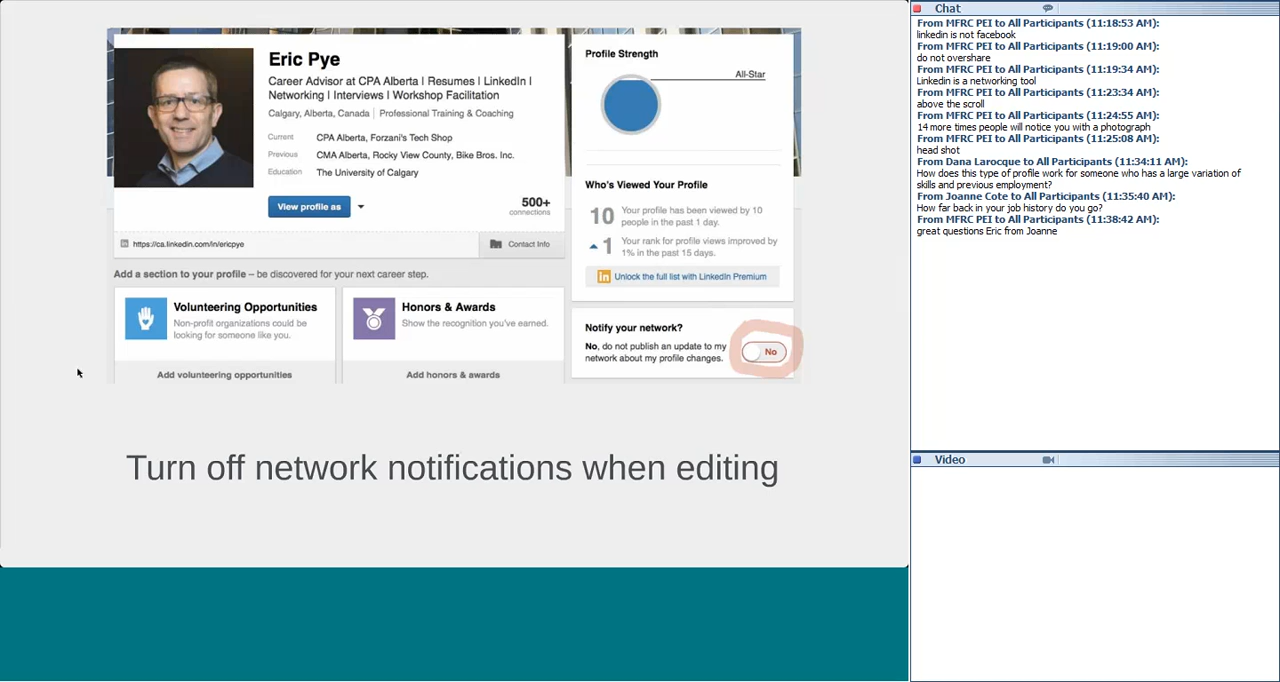 Eric Pye
Career Advisor at CPA Alberta | Resumes | LinkedIn |
Networking | Interviews | Workshop Facilitation
Calgary, Alberta, Canada | Professional Training & Coaching
Current CPA Alberta, Forzani's Tech Shop
Previous CMA Alberta, Rocky View County, Bike Bros. Inc.
Education The University of Calgary
View profile as
500+
connections
https://ca.linkedin.com/in/ericpye
Contact Info
Add a section to your profile – be discovered for your next career step.
Volunteering Opportunities
Non-profit organizations could be
looking for someone like you.
Add volunteering opportunities
Honors & Awards
Show the recognition you've earned.
Add honors & awards
Profile Strength
All-Star
Who's Viewed Your Profile
10 Your profile has been viewed by 10
people in the past 1 day.
1 Your rank for profile views improved by
1% in the past 15 days.
in Unlock the full list with LinkedIn Premium
Notify your network?
No, do not publish an update to my
network about my profile changes.
No
Turn off network notifications when editing
Chat
From MFRC PEI to All Participants (11:18:53 AM):
linkedin is not facebook
From MFRC PEI to All Participants (11:19:00 AM):
do not overshare
From MFRC PEI to All Participants (11:19:34 AM):
Linkedin is a networking tool
From MFRC PEI to All Participants (11:23:34 AM):
above the scroll
From MFRC PEI to All Participants (11:24:55 AM):
14 more times people will notice you with a photograph
From MFRC PEI to All Participants (11:25:08 AM):
head shot
From Dana Larocque to All Participants (11:34:11 AM):
How does this type of profile work for someone who has a large variation of
skills and previous employment?
From Joanne Cote to All Participants (11:35:40 AM):
How far back in your job history do you go?
From MFRC PEI to All Participants (11:38:42 AM):
great questions Eric from Joanne
Video